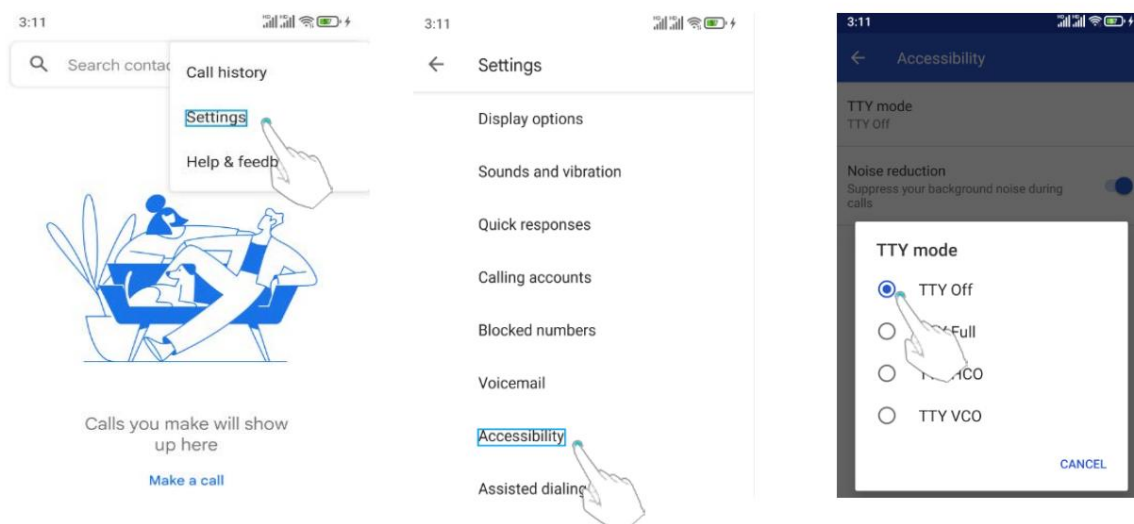 3:11
Search contac
Call history
Settings
Help & feedb
Calls you make will show
up here
Make a call
3:11
Settings
Display options
Sounds and vibration
Quick responses
Calling accounts
Blocked numbers
Voicemail
Accessibility
Assisted dialing
3:11
Accessibility
TTY mode
TTY Off
Noise reduction
Suppress your background noise during
calls
TTY mode
TTY Off
Full
HCO
TTY VCO
CANCEL